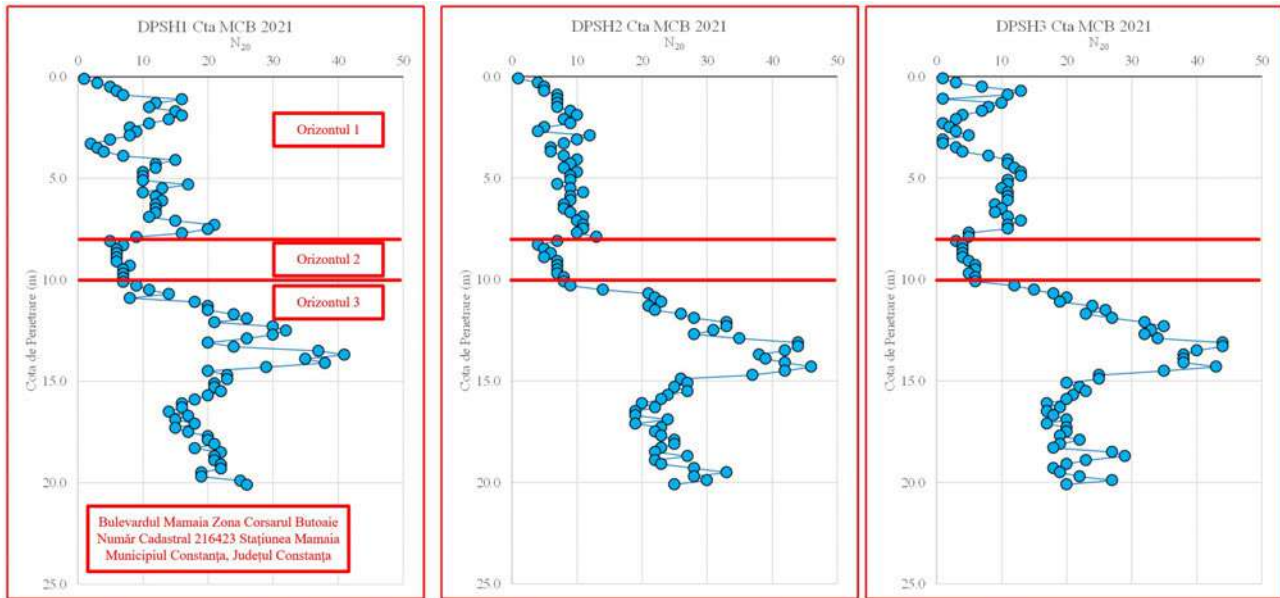 DPSH1 Cta MCB 2021
N20
0 10 20 30 40 50
0.0
5.0
10.0
15.0
20.0
25.0
Cota de Penetrare (m)
Orizontul 1
Orizontul 2
Orizontul 3
Bulevardul Mamaia Zona Corsarul Butoaie
Număr Cadastral 216423 Stațiunea Mamaia
Municipiul Constanța, Județul Constanța
DPSH2 Cta MCB 2021
N20
0 10 20 30 40 50
0.0
5.0
10.0
15.0
20.0
25.0
Cota de Penetrare (m)
DPSH3 Cta MCB 2021
N20
0 10 20 30 40 50
0.0
5.0
10.0
15.0
20.0
25.0
Cota de Penetrare (m)